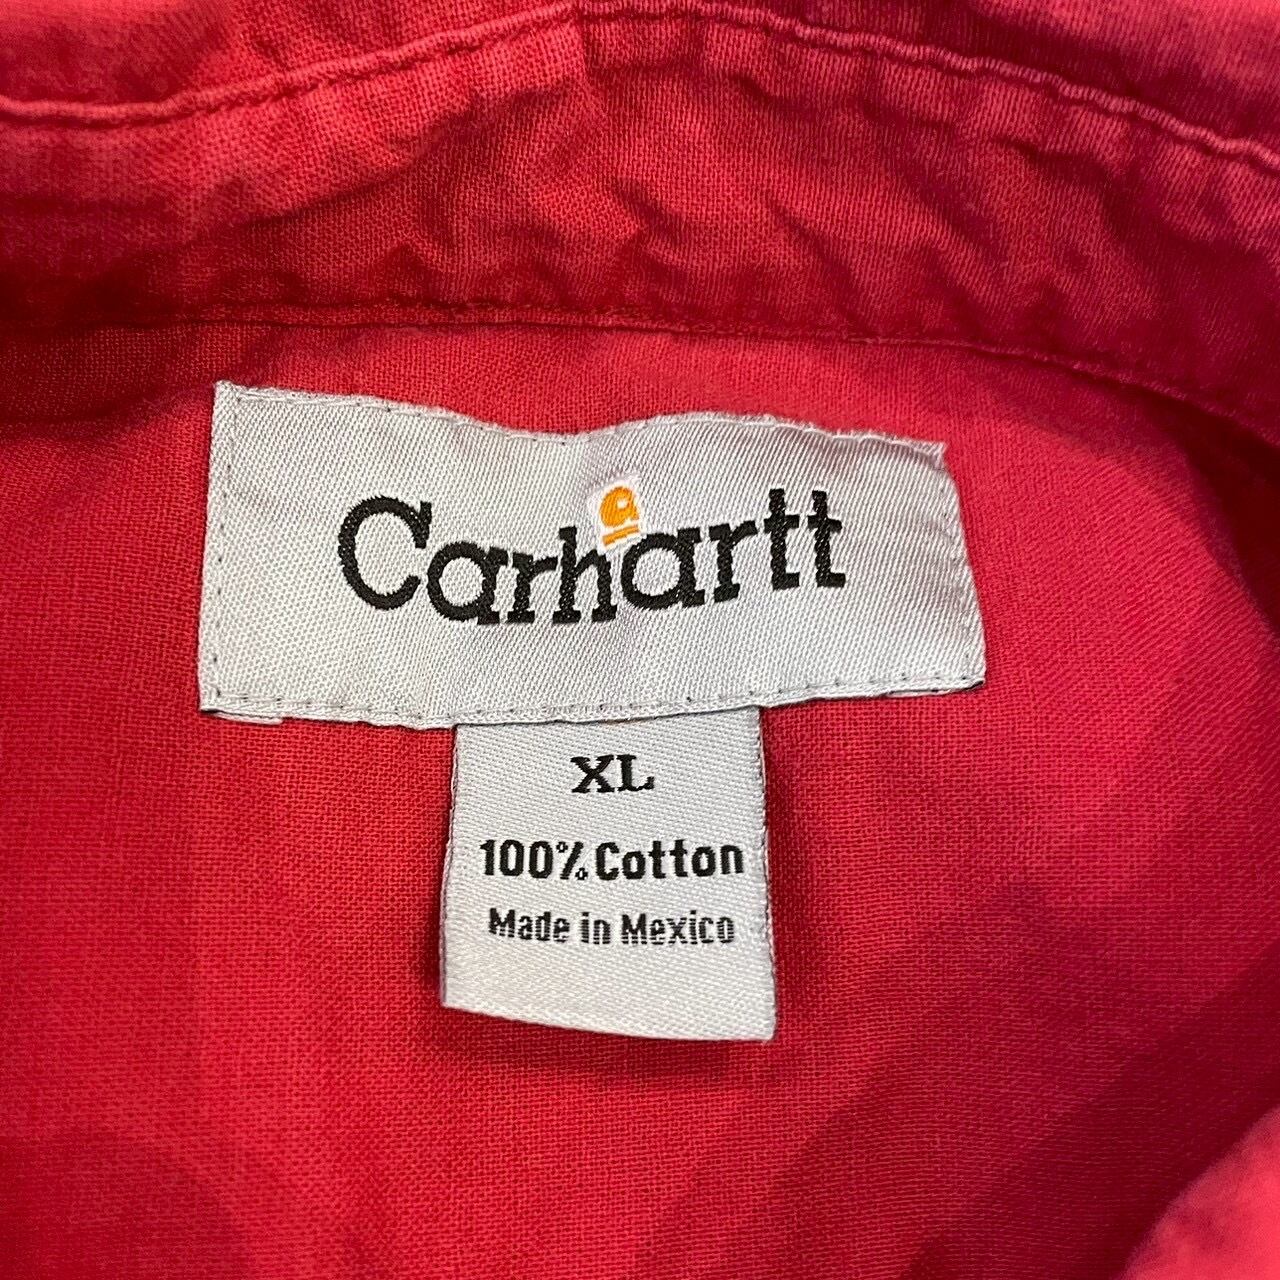 Carhartt
XL
100% Cotton
Made in Mexico